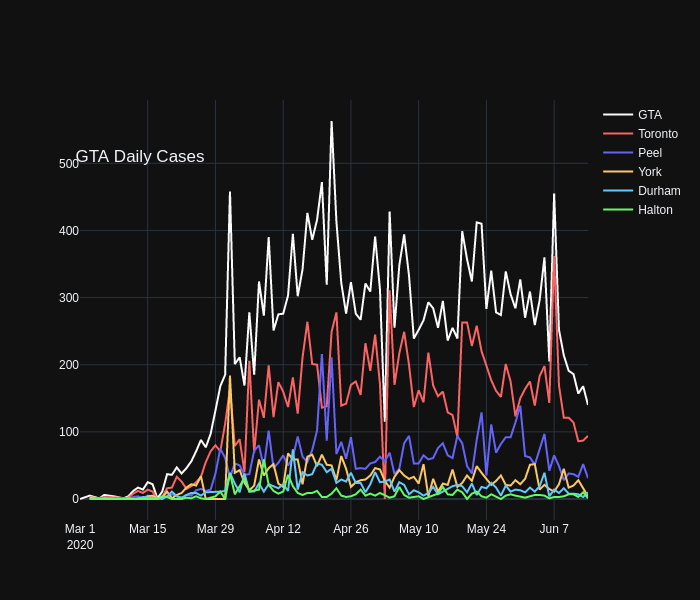 GTA Daily Cases
GTA
Toronto
Peel
York
Durham
Halton
500
400
300
200
100
0
Mar 1
2020
Mar 15
Mar 29
Apr 12
Apr 26
May 10
May 24
Jun 7